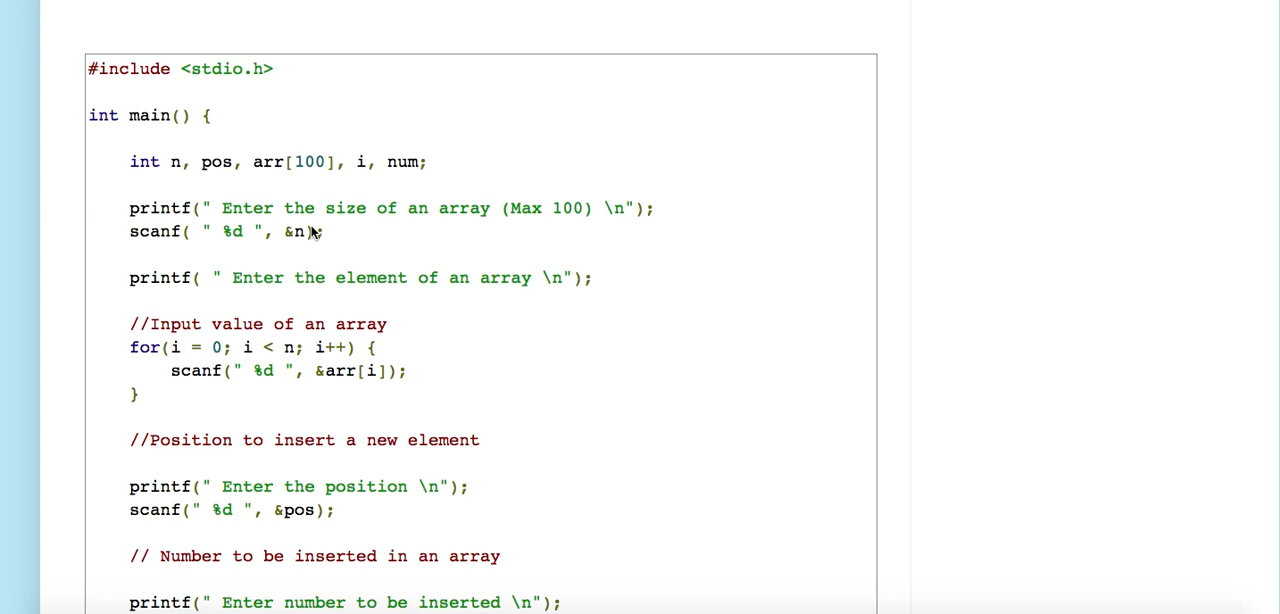 #include <stdio.h>
int main() {
int n, pos, arr[100], i, num;
printf(" Enter the size of an array (Max 100) \n");
scanf( " %d ", &n);
printf( " Enter the element of an array \n");
//Input value of an array
for(i = 0; i < n; i++) {
scanf(" %d ", &arr[i]);
}
//Position to insert a new element
printf(" Enter the position \n");
scanf(" %d ", &pos);
// Number to be inserted in an array
printf(" Enter number to be inserted \n");